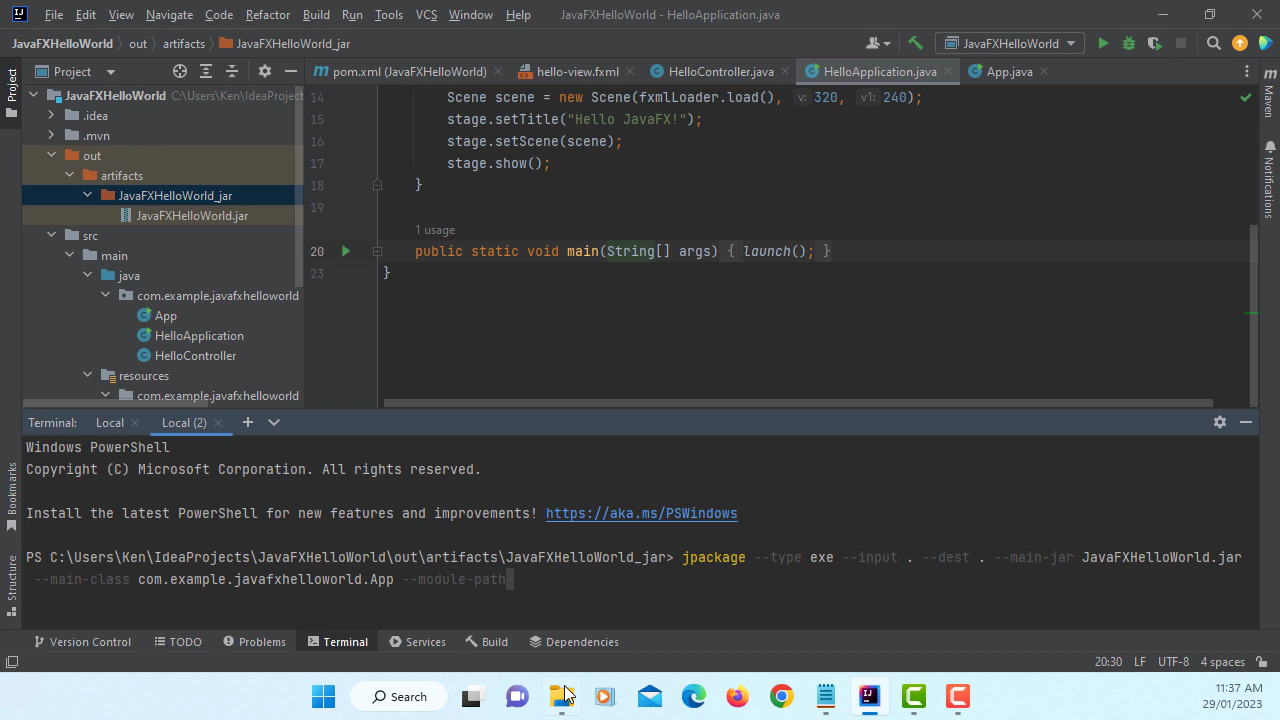 File Edit View Navigate Code Refactor Build Run Tools VCS Window Help JavaFXHelloWorld - HelloApplication.java
JavaFXHelloWorld out artifacts JavaFXHelloWorld_jar JavaFXHelloWorld
Project pom.xml (JavaFXHelloWorld) hello-view.fxml HelloController.java HelloApplication.java App.java
Project
Maven
Notifications
Bookmarks
Structure
JavaFXHelloWorld C:\Users\Ken\IdeaProject
.idea
.mvn
out
artifacts
JavaFXHelloWorld_jar
JavaFXHelloWorld.jar
src
main
java
com.example.javafxhelloworld
App
HelloApplication
HelloController
resources
com.example.javafxhelloworld
14 Scene scene = new Scene(fxmlLoader.load(), v: 320, v1: 240);
15 stage.setTitle("Hello JavaFX!");
16 stage.setScene(scene);
17 stage.show();
18 }
19
1 usage
20 public static void main(String[] args) { launch(); }
23 }
Terminal: Local Local (2)
Windows PowerShell
Copyright (C) Microsoft Corporation. All rights reserved.
Install the latest PowerShell for new features and improvements! https://aka.ms/PSWindows
PS C:\Users\Ken\IdeaProjects\JavaFXHelloWorld\out\artifacts\JavaFXHelloWorld_jar> jpackage --type exe --input . --dest . --main-jar JavaFXHelloWorld.jar
--main-class com.example.javafxhelloworld.App --module-path
Version Control TODO Problems Terminal Services Build Dependencies
20:30 LF UTF-8 4 spaces
Search
11:37 AM
29/01/2023